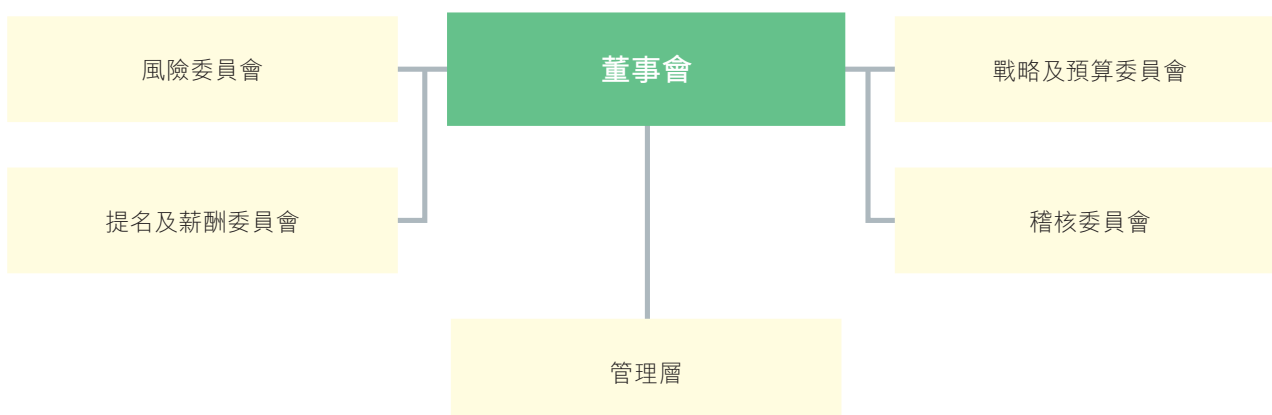 風險委員會
董事會
戰略及預算委員會
提名及薪酬委員會
稽核委員會
管理層